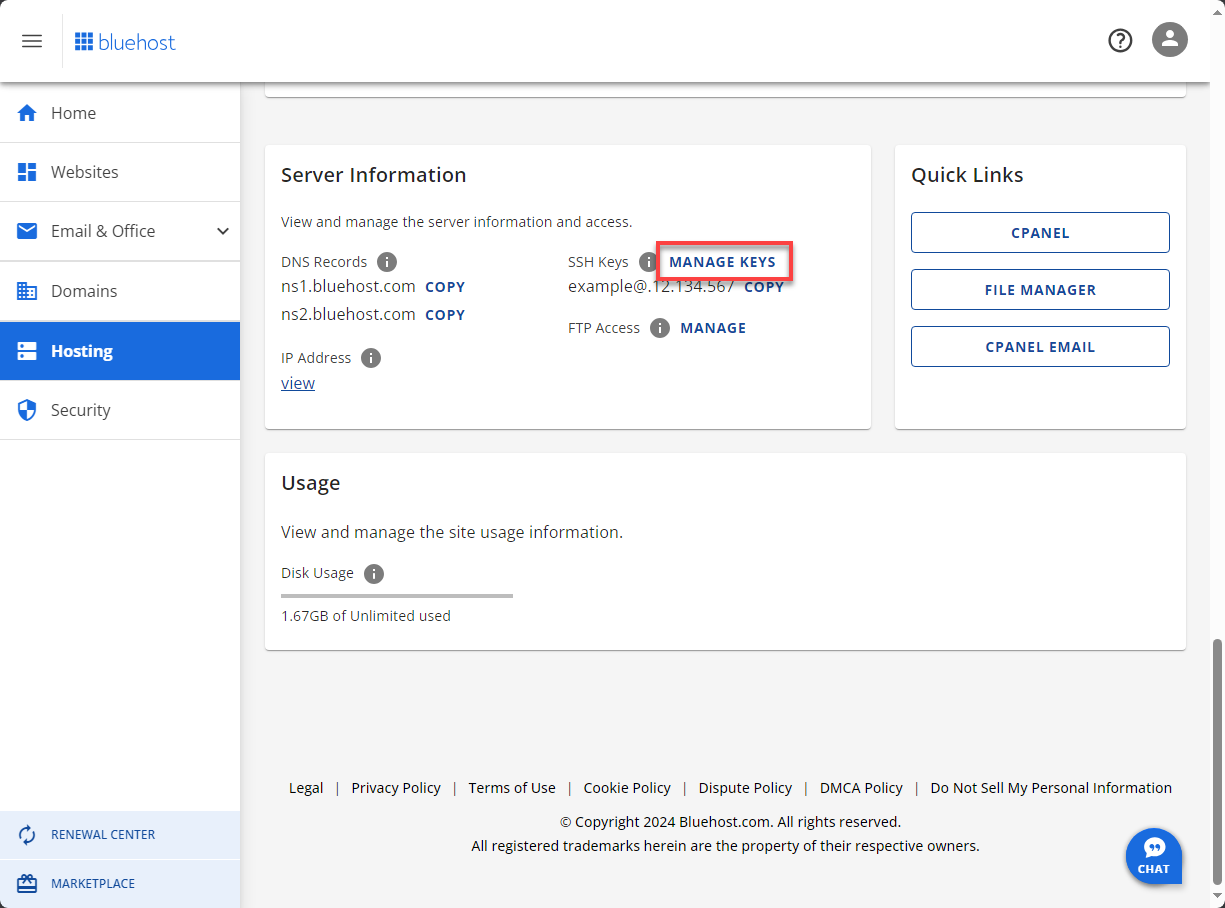 bluehost
Home
Websites
Email & Office
Domains
Hosting
Security
RENEWAL CENTER
MARKETPLACE
Server Information
View and manage the server information and access.
DNS Records
ns1.bluehost.com COPY
ns2.bluehost.com COPY
IP Address
view
SSH Keys MANAGE KEYS
example@.12.134.567 COPY
FTP Access MANAGE
Quick Links
CPANEL
FILE MANAGER
CPANEL EMAIL
Usage
View and manage the site usage information.
Disk Usage
1.67GB of Unlimited used
Legal | Privacy Policy | Terms of Use | Cookie Policy | Dispute Policy | DMCA Policy | Do Not Sell My Personal Information
© Copyright 2024 Bluehost.com. All rights reserved.
All registered trademarks herein are the property of their respective owners.
CHAT